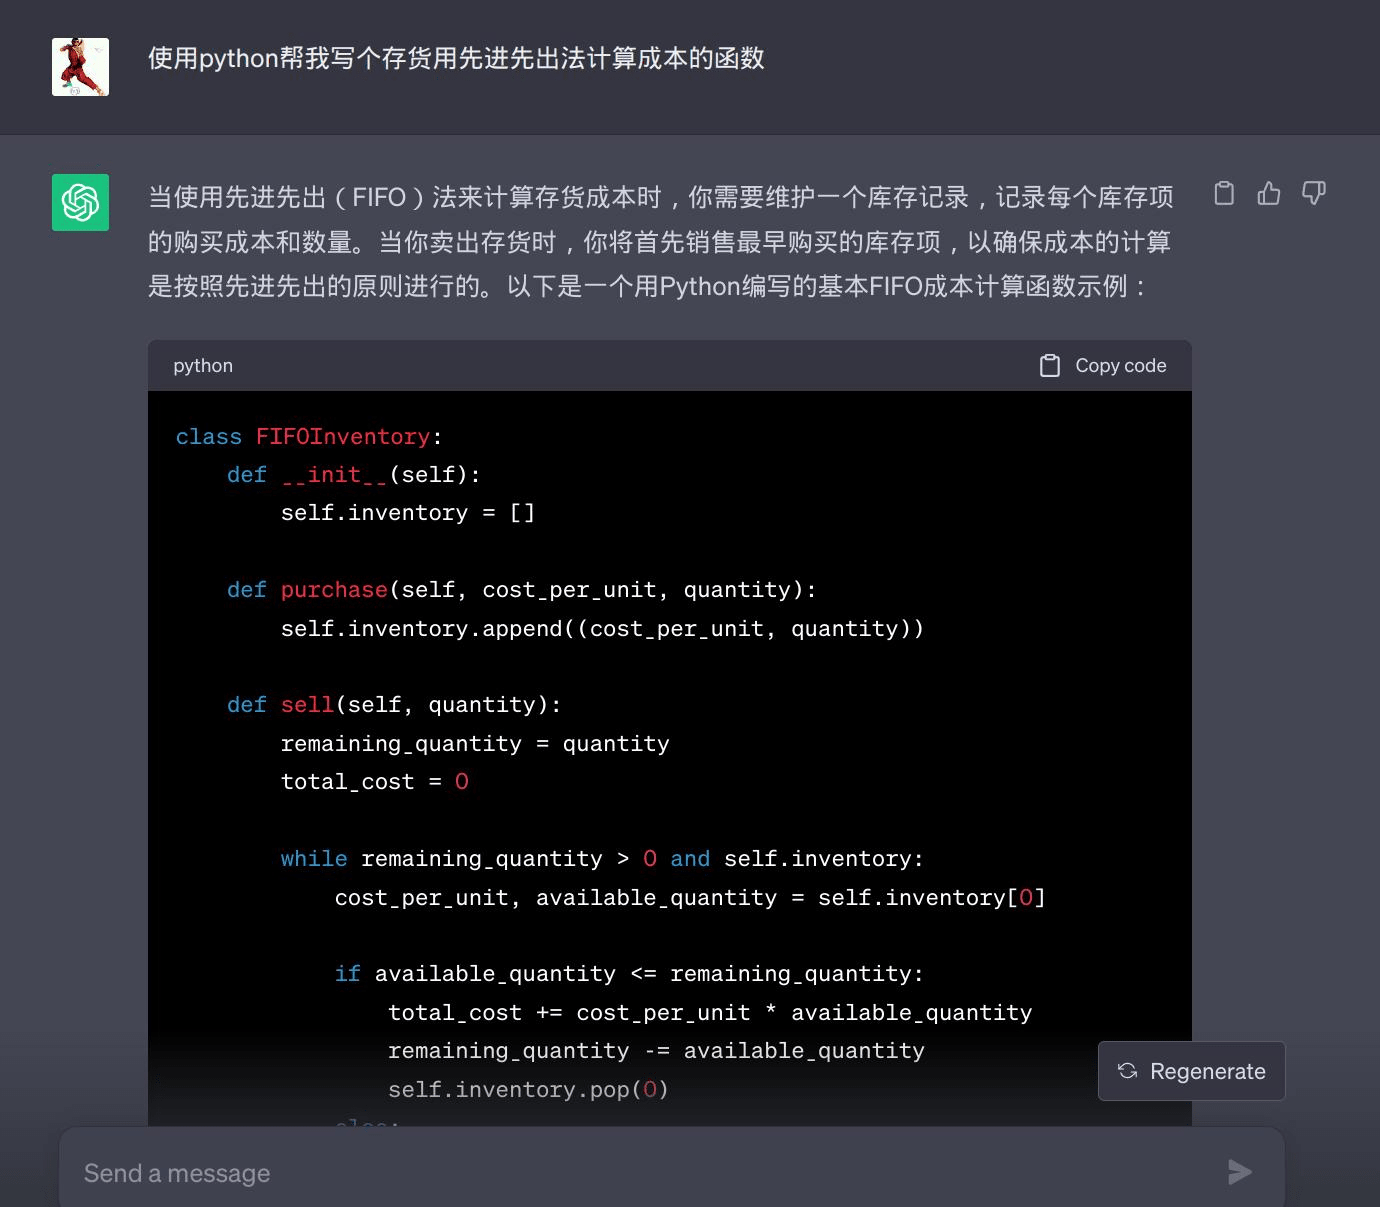 使用python帮我写个存货用先进先出法计算成本的函数
当使用先进先出（FIFO）法来计算存货成本时，你需要维护一个库存记录，记录每个库存项
的购买成本和数量。当你卖出存货时，你将首先销售最早购买的库存项，以确保成本的计算
是按照先进先出的原则进行的。以下是一个用Python编写的基本FIFO成本计算函数示例：
python
Copy code
class FIFOInventory:
    def __init__(self):
        self.inventory = []
    def purchase(self, cost_per_unit, quantity):
        self.inventory.append((cost_per_unit, quantity))
    def sell(self, quantity):
        remaining_quantity = quantity
        total_cost = 0
        while remaining_quantity > 0 and self.inventory:
            cost_per_unit, available_quantity = self.inventory[0]
            if available_quantity <= remaining_quantity:
                total_cost += cost_per_unit * available_quantity
                remaining_quantity -= available_quantity
                self.inventory.pop(0)
            else:
Regenerate
Send a message